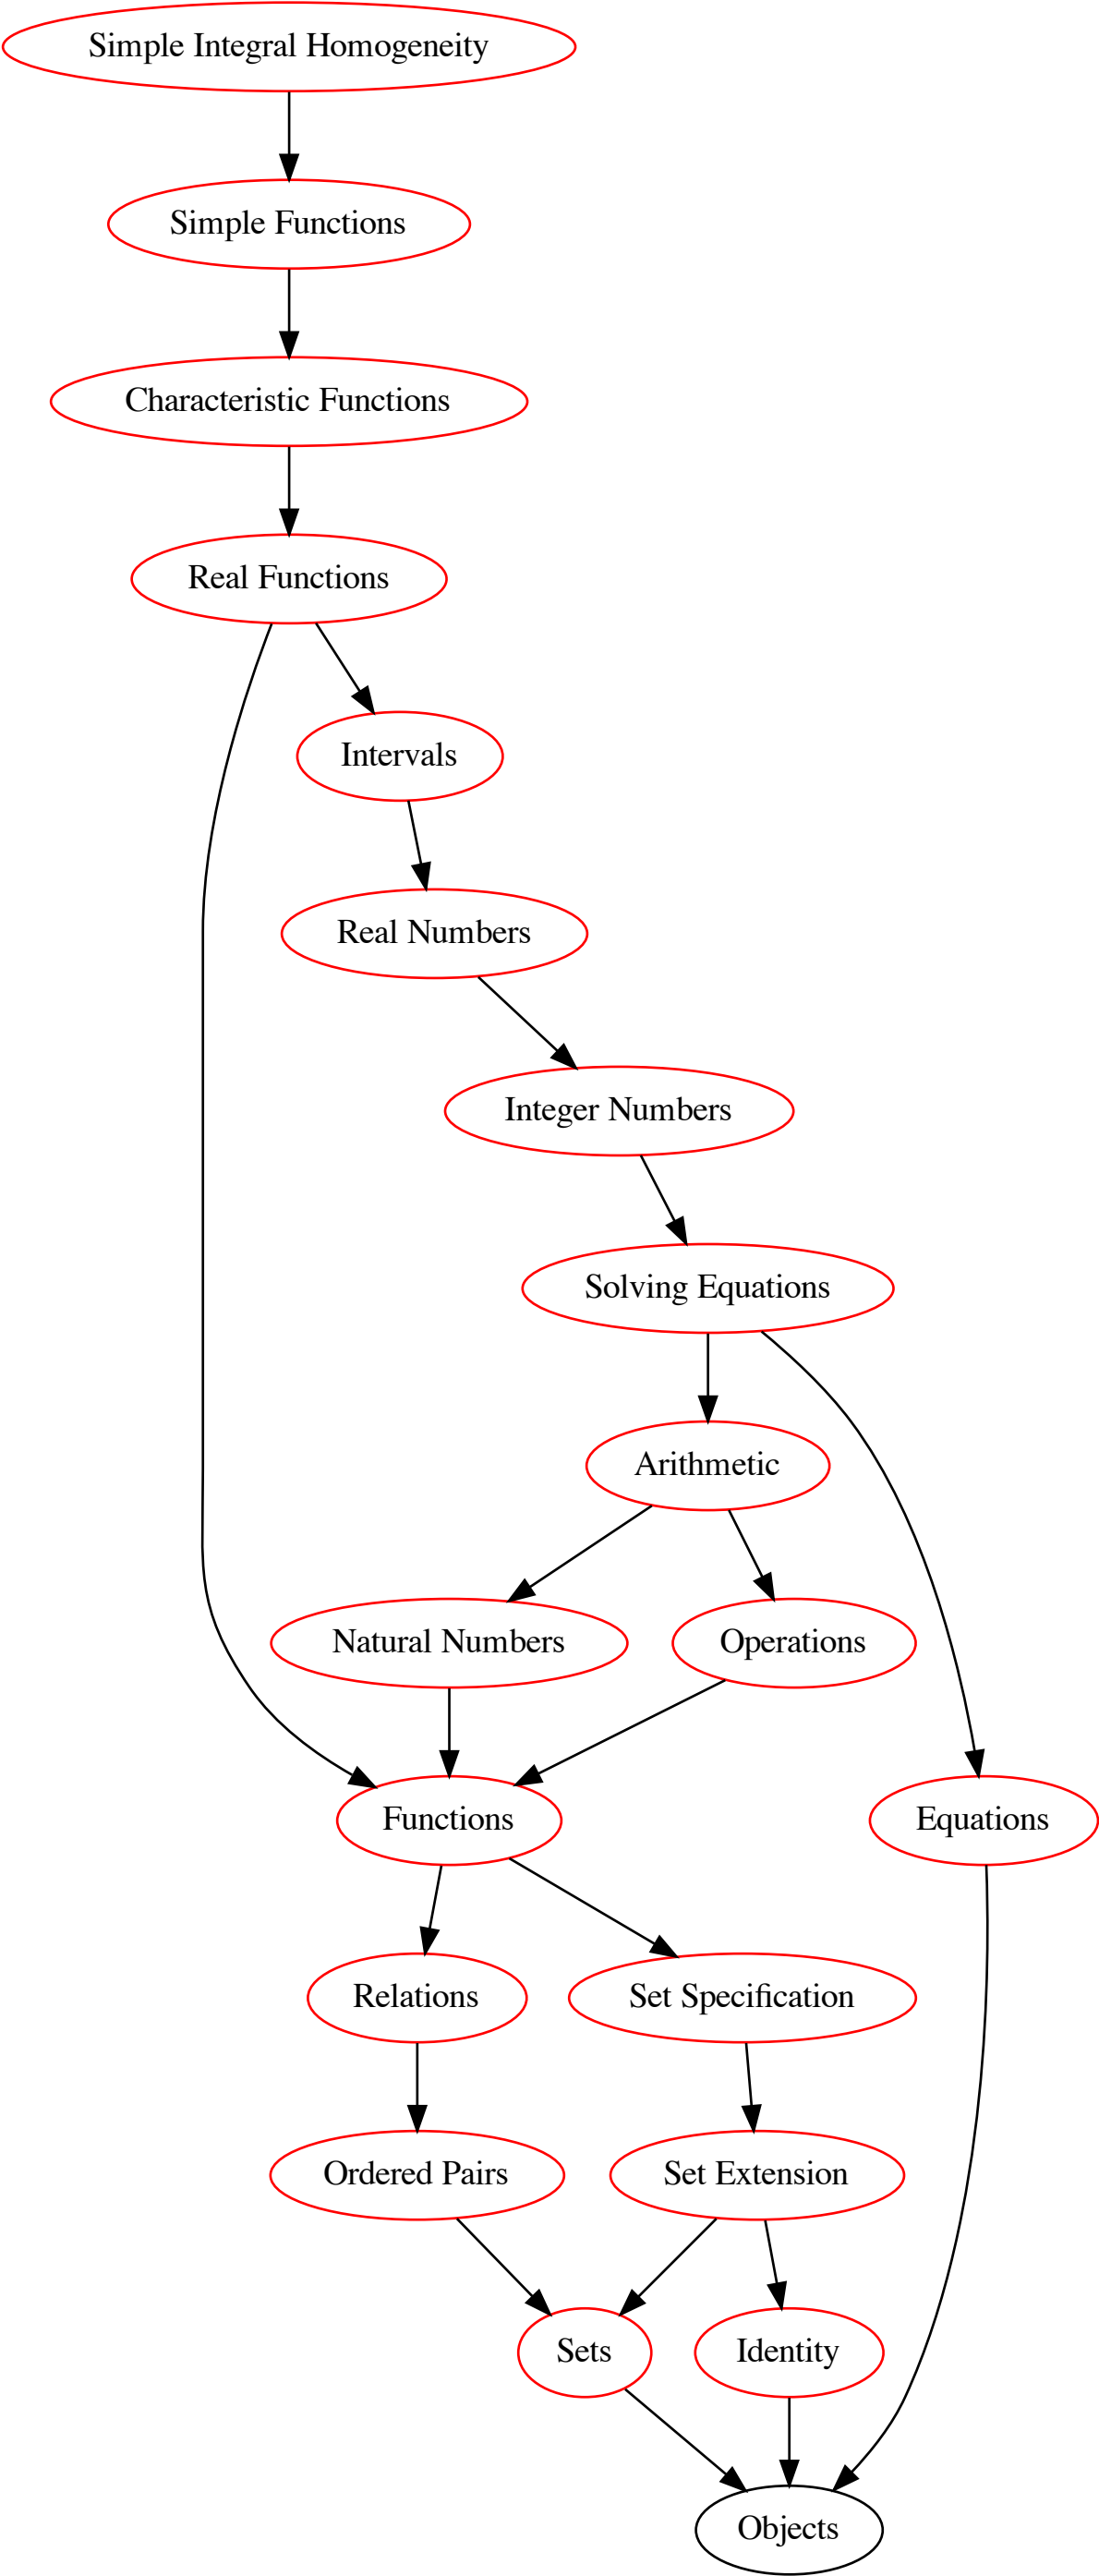 Simple Integral Homogeneity
Simple Functions
Characteristic Functions
Real Functions
Intervals
Real Numbers
Integer Numbers
Solving Equations
Arithmetic
Natural Numbers
Operations
Functions
Equations
Relations
Set Specification
Ordered Pairs
Set Extension
Sets
Identity
Objects